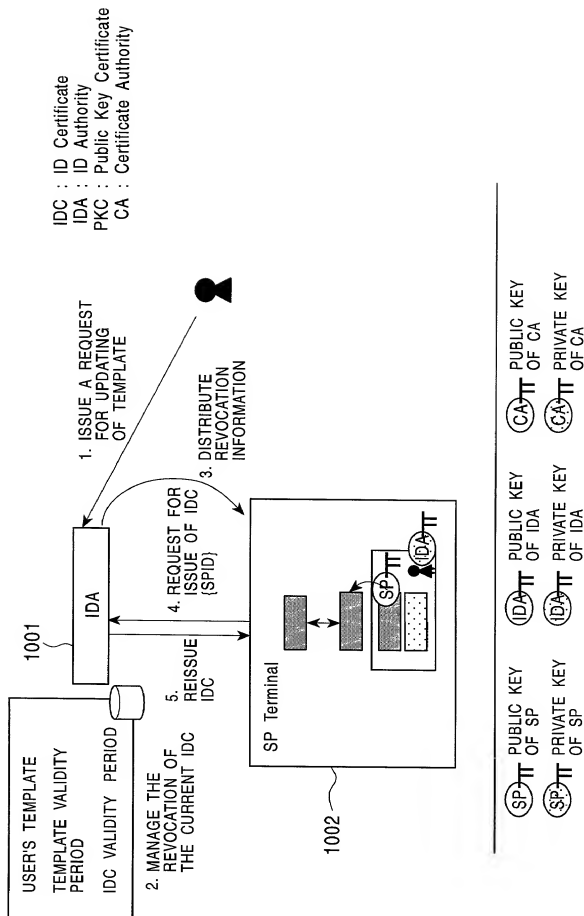 IDC : ID Certificate
IDA : ID Authority
PKC : Public Key Certificate
CA : Certificate Authority
1. ISSUE A REQUEST
FOR UPDATING
OF TEMPLATE
1001
IDA
USER'S TEMPLATE
TEMPLATE VALIDITY
PERIOD
IDC VALIDITY PERIOD
2. MANAGE THE
REVOCATION OF
THE CURRENT IDC
3. DISTRIBUTE
REVOCATION
INFORMATION
4. REQUEST FOR
ISSUE OF IDC
{SPID}
5.
REISSUE
IDC
SP Terminal
SP
IDA
1002
SP PUBLIC KEY
OF SP
SP PRIVATE KEY
OF SP
IDA PUBLIC KEY
OF IDA
IDA PRIVATE KEY
OF IDA
CA PUBLIC KEY
OF CA
CA PRIVATE KEY
OF CA